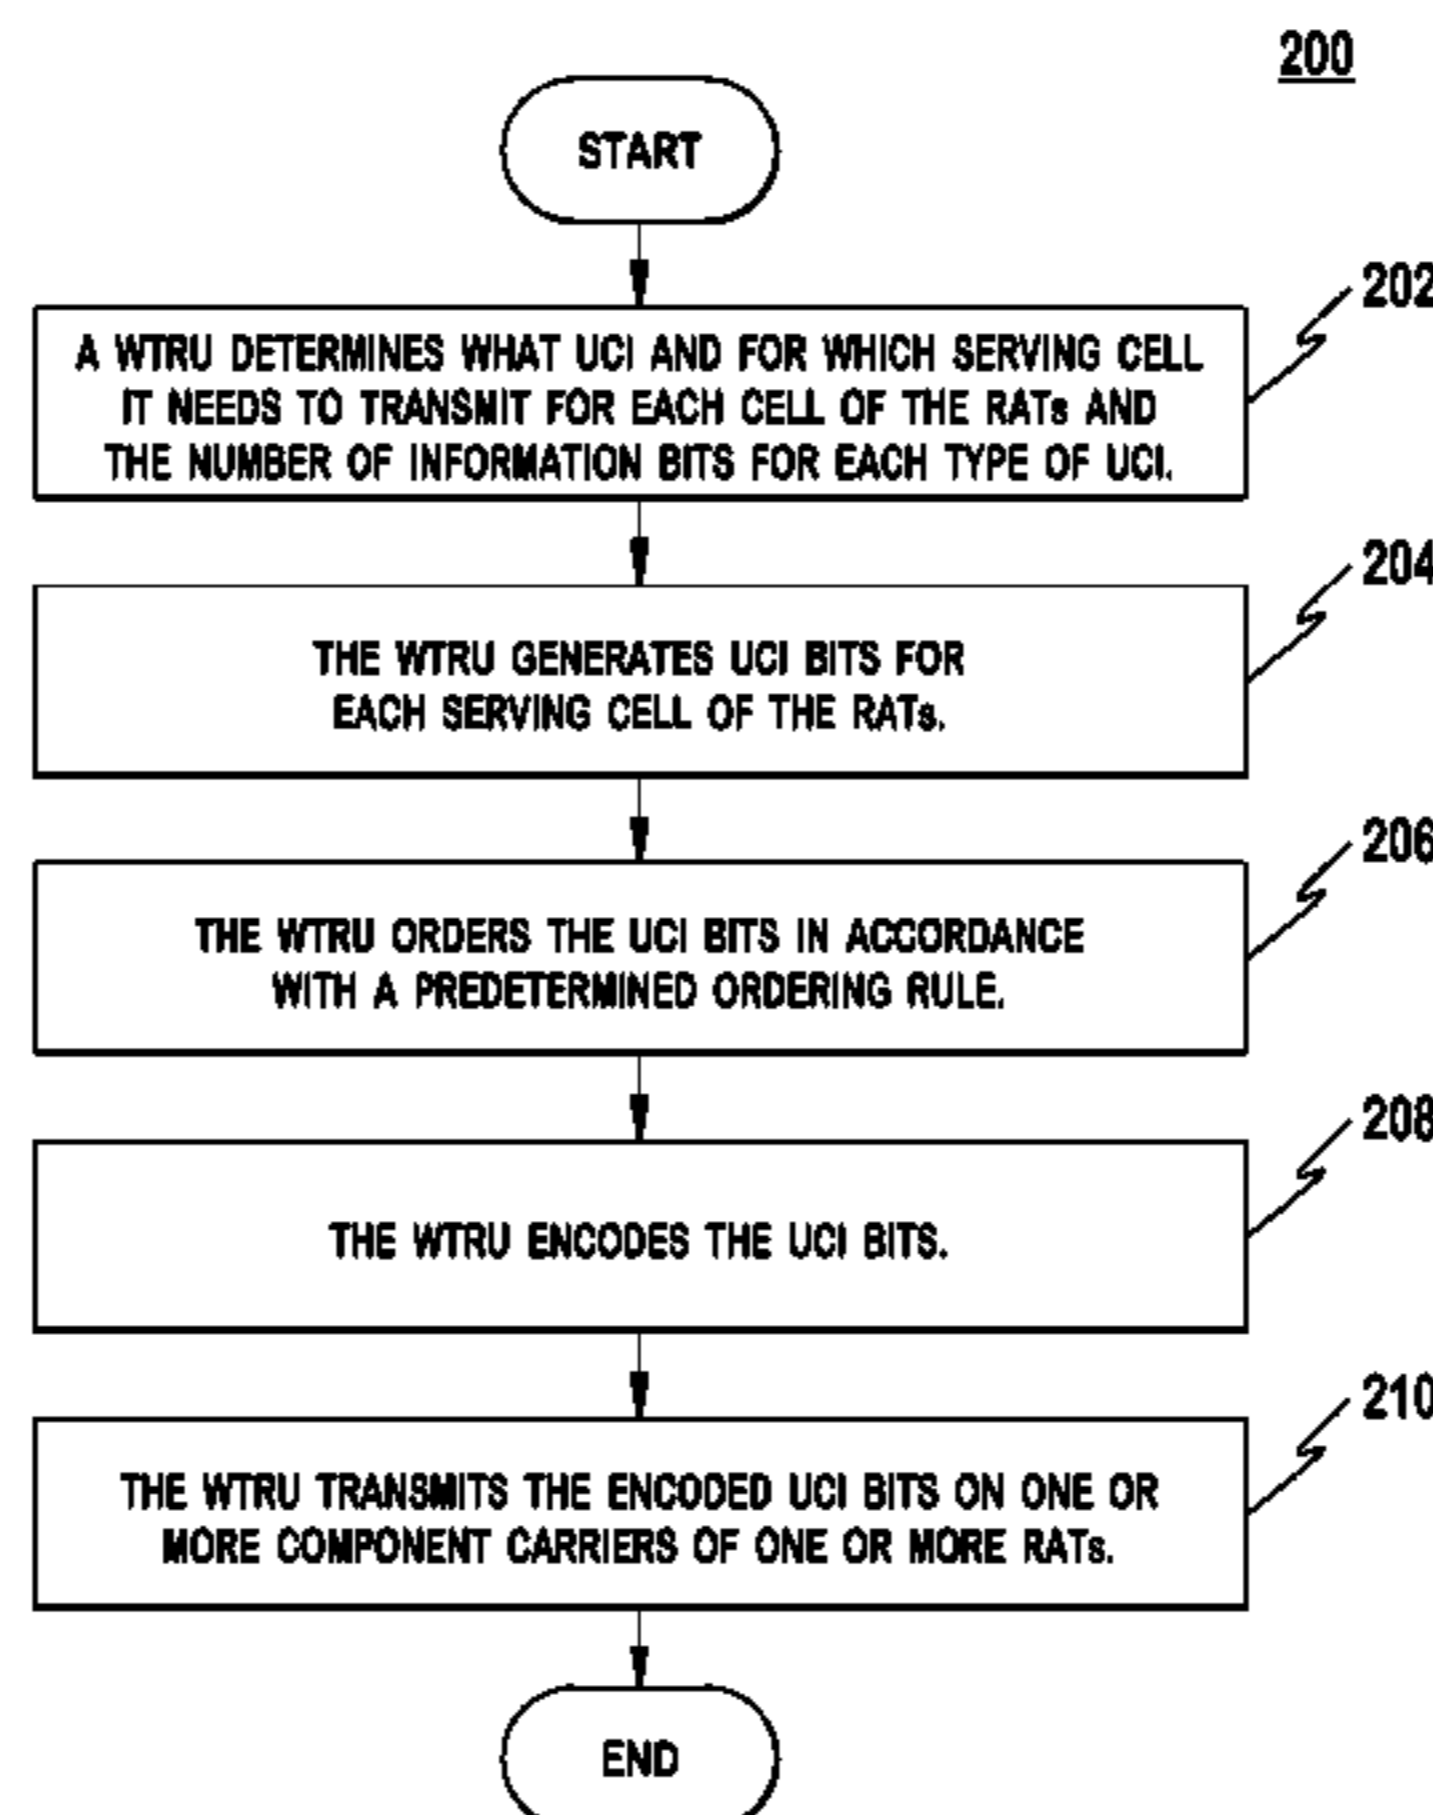 200
START
202
A WTRU DETERMINES WHAT UCI AND FOR WHICH SERVING CELL
IT NEEDS TO TRANSMIT FOR EACH CELL OF THE RATs AND
THE NUMBER OF INFORMATION BITS FOR EACH TYPE OF UCI.
204
THE WTRU GENERATES UCI BITS FOR
EACH SERVING CELL OF THE RATs.
206
THE WTRU ORDERS THE UCI BITS IN ACCORDANCE
WITH A PREDETERMINED ORDERING RULE.
208
THE WTRU ENCODES THE UCI BITS.
210
THE WTRU TRANSMITS THE ENCODED UCI BITS ON ONE OR
MORE COMPONENT CARRIERS OF ONE OR MORE RATs.
END